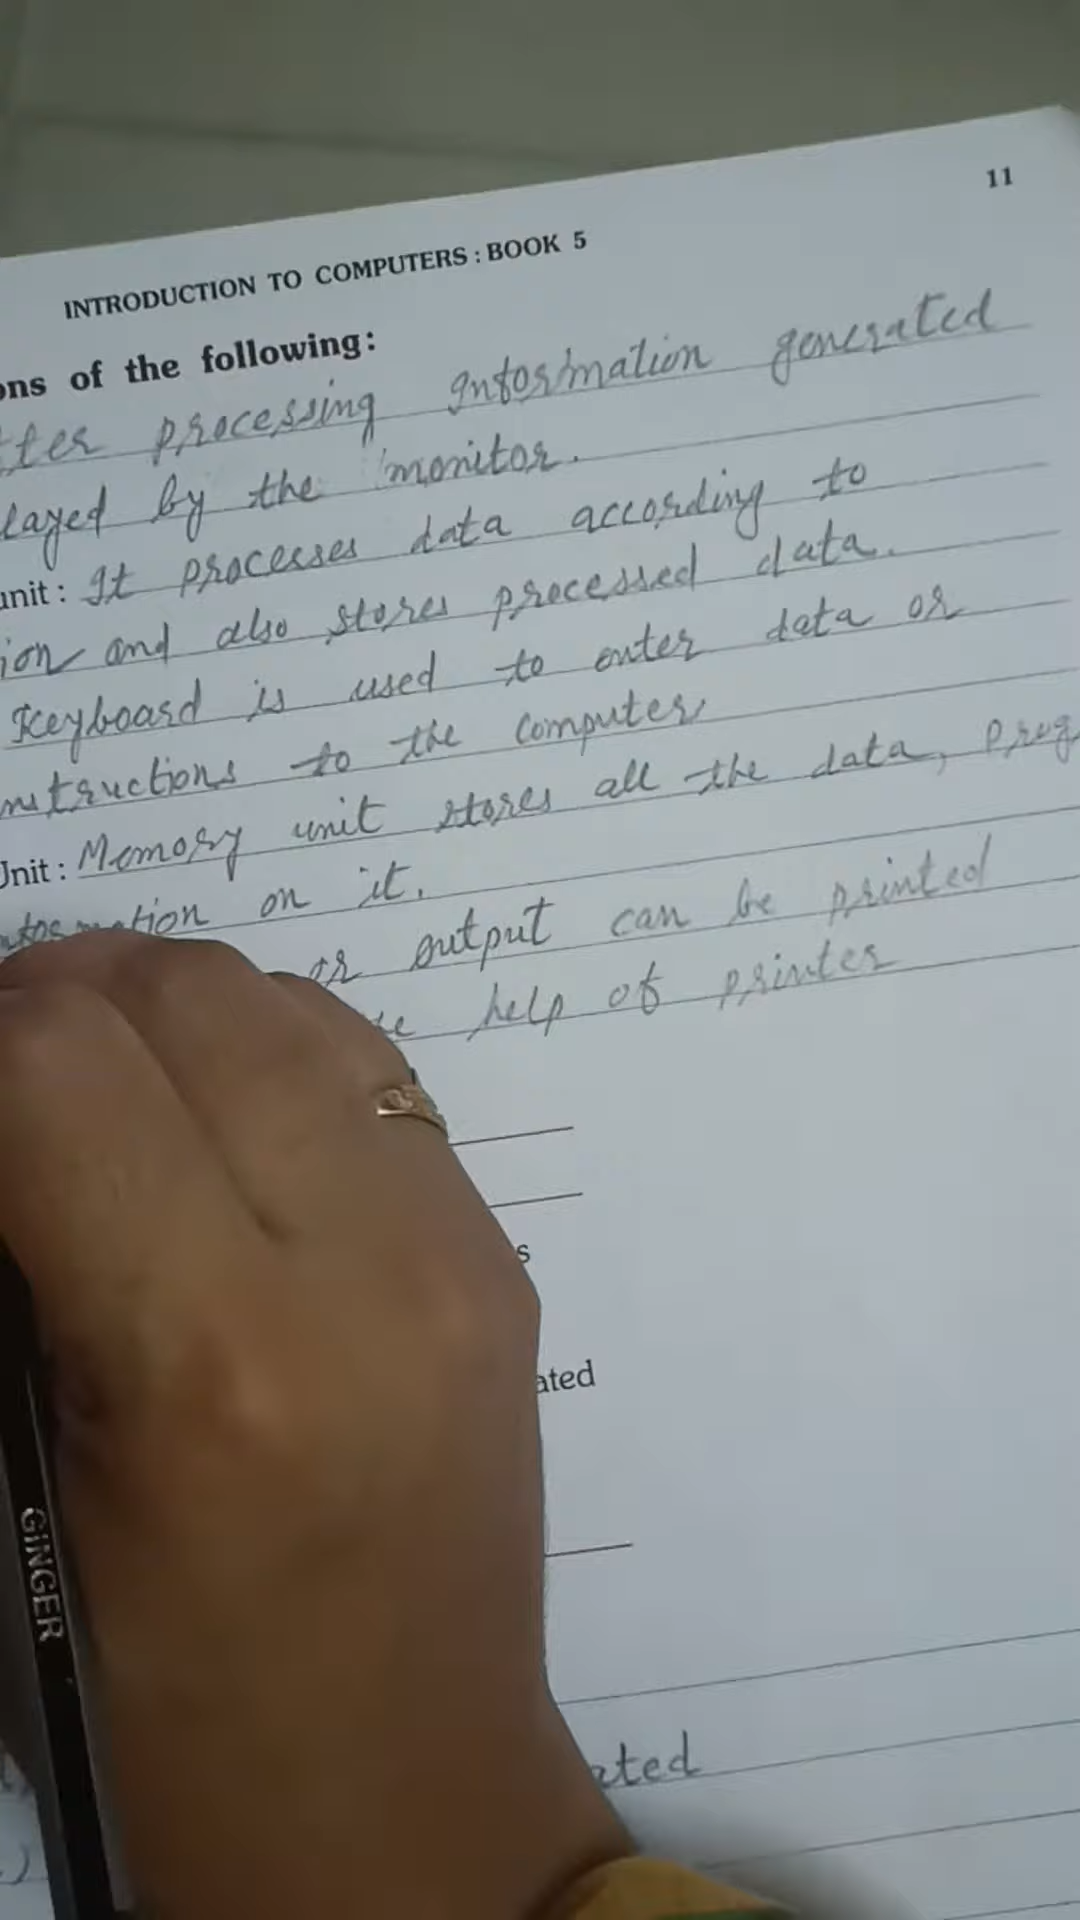 11
INTRODUCTION TO COMPUTERS : BOOK 5
ons of the following:
ter processing information generated
layed by the monitor.
unit : It processes data according to
ion and also stores processed data.
Keyboard is used to enter data or
nstructions to the computer
Unit : Memory unit stores all the data, prog
on it.
or output can be printed
help of printer
s
ated
ated
GINGER